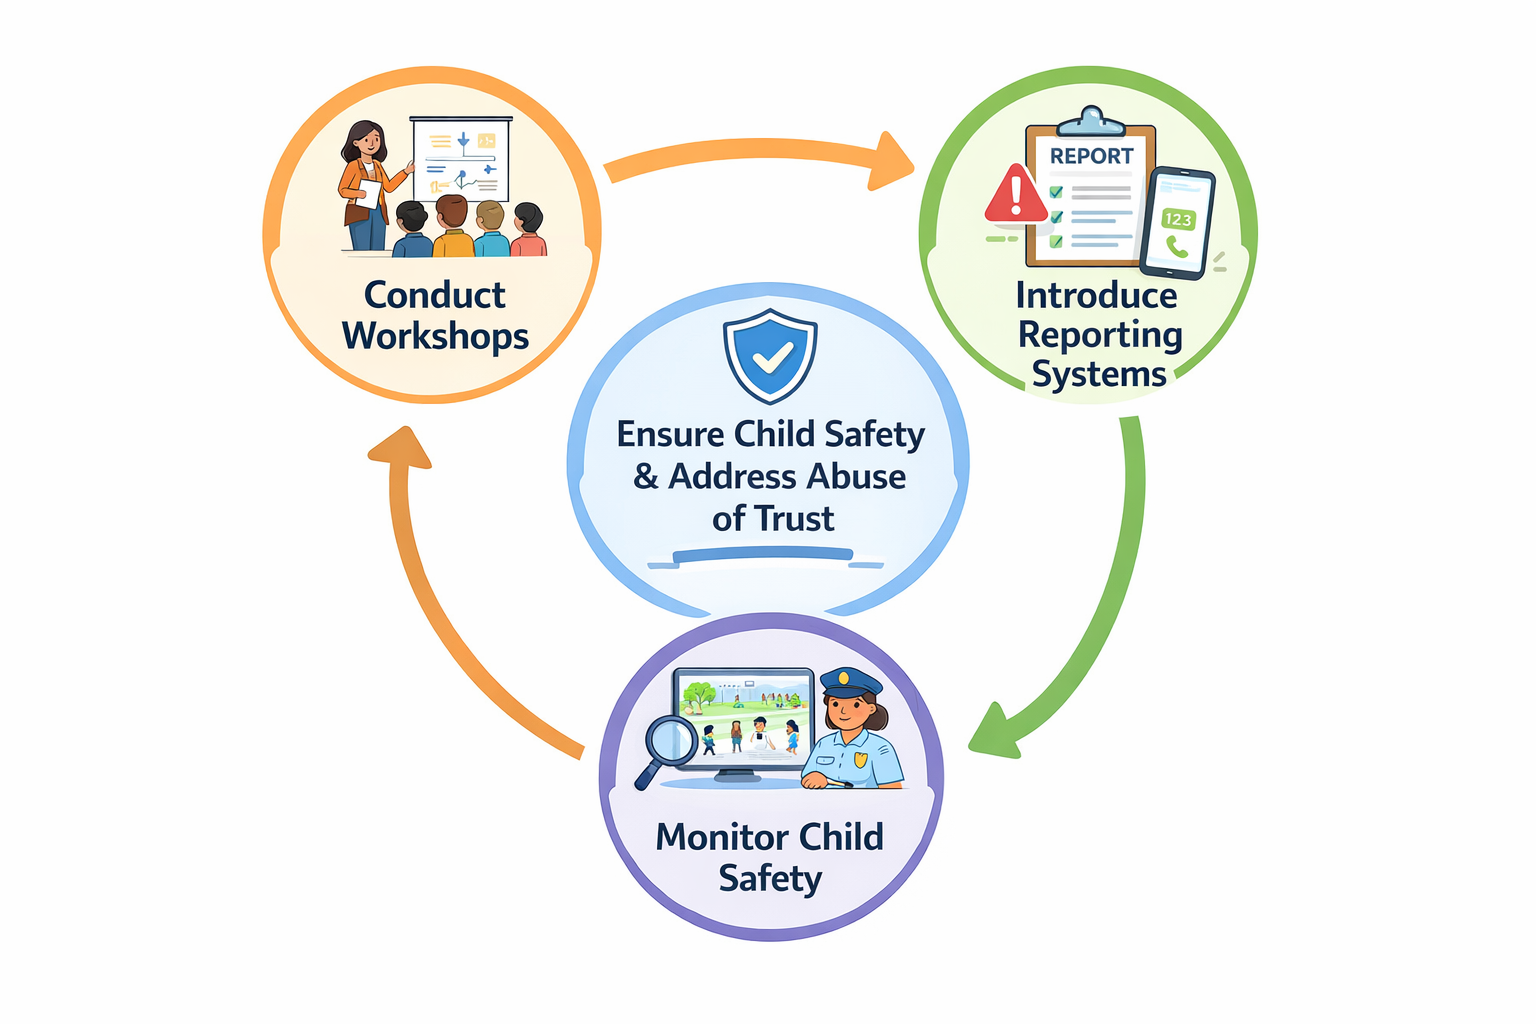 Conduct
Workshops
REPORT
123
Introduce
Reporting
Systems
Ensure Child Safety
& Address Abuse
of Trust
Monitor Child
Safety